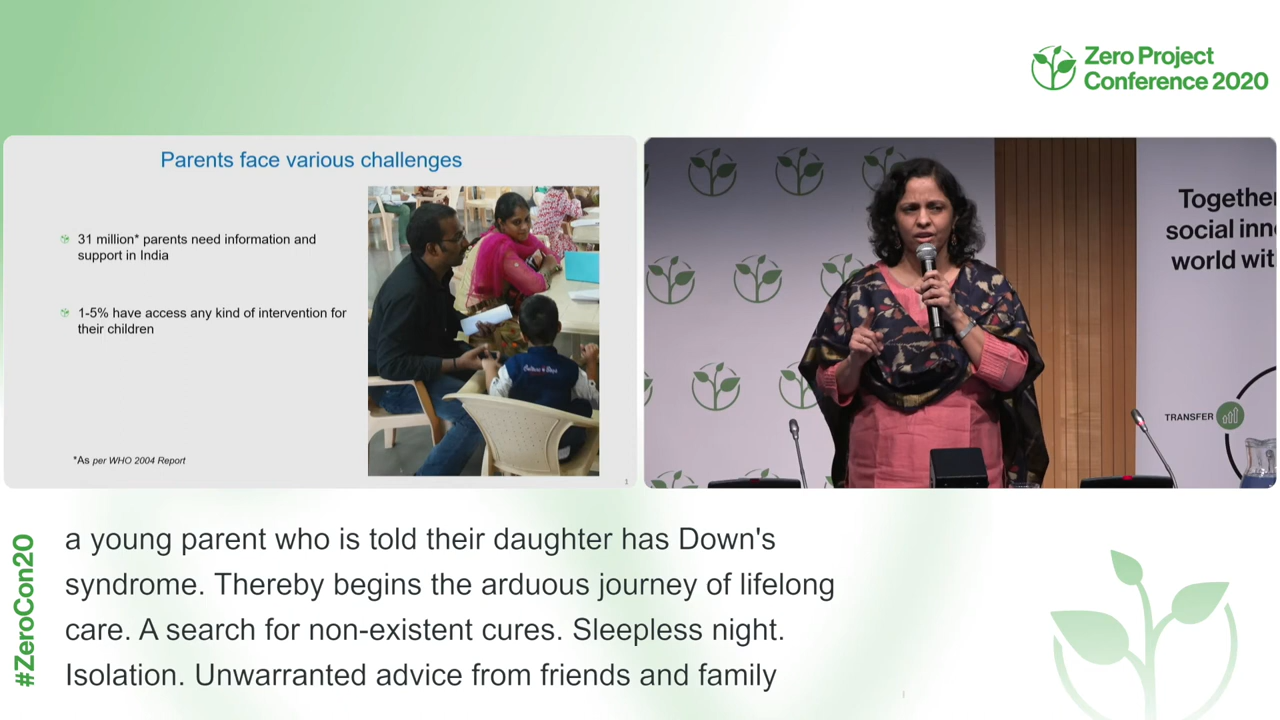 Zero Project
Conference 2020
Parents face various challenges
31 million* parents need information and
support in India
1-5% have access any kind of intervention for
their children
*As per WHO 2004 Report
1
Together
social inn
world wit
TRANSFER
#ZeroCon20
a young parent who is told their daughter has Down's
syndrome. Thereby begins the arduous journey of lifelong
care. A search for non-existent cures. Sleepless night.
Isolation. Unwarranted advice from friends and family